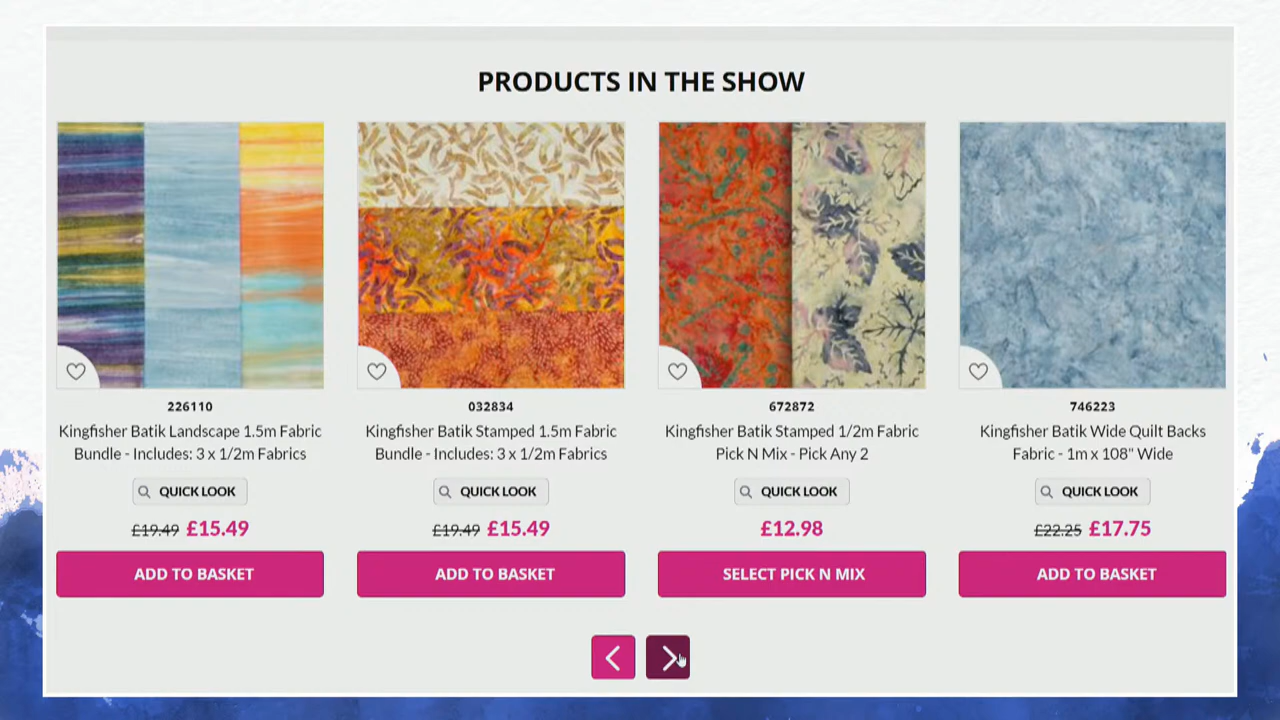 PRODUCTS IN THE SHOW
226110
Kingfisher Batik Landscape 1.5m Fabric
Bundle - Includes: 3 x 1/2m Fabrics
QUICK LOOK
£19.49 £15.49
ADD TO BASKET
032834
Kingfisher Batik Stamped 1.5m Fabric
Bundle - Includes: 3 x 1/2m Fabrics
QUICK LOOK
£19.49 £15.49
ADD TO BASKET
672872
Kingfisher Batik Stamped 1/2m Fabric
Pick N Mix - Pick Any 2
QUICK LOOK
£12.98
SELECT PICK N MIX
746223
Kingfisher Batik Wide Quilt Backs
Fabric - 1m x 108" Wide
QUICK LOOK
£22.25 £17.75
ADD TO BASKET